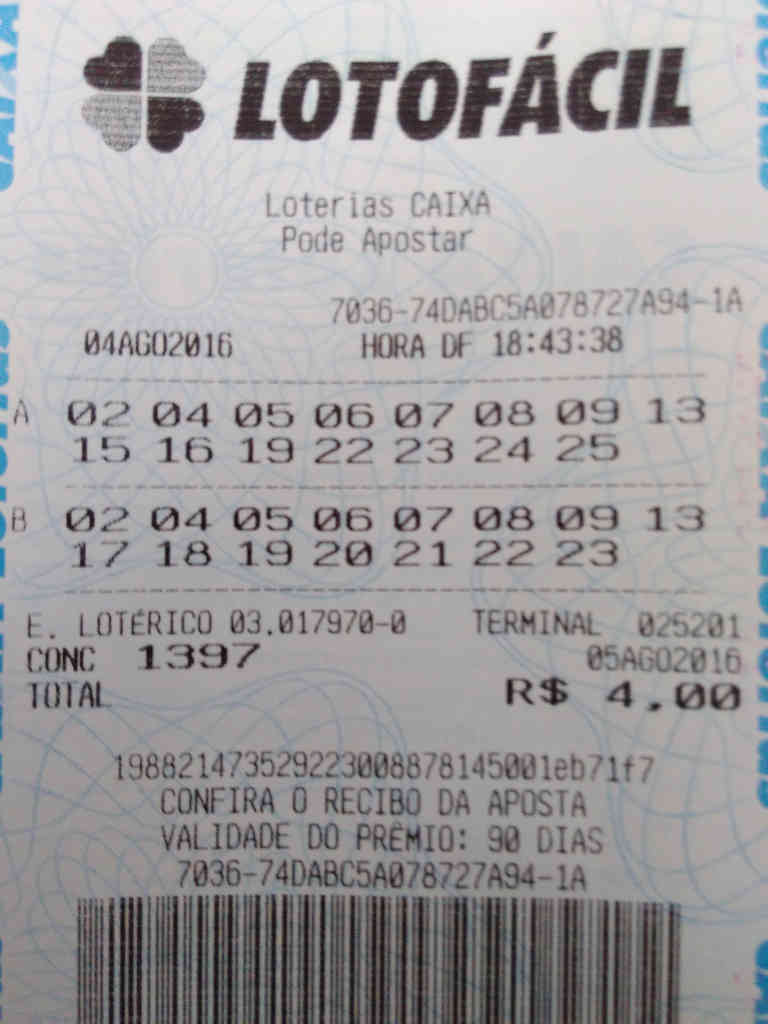 LOTOFÁCIL
Loterias CAIXA
Pode Apostar
7036-74DABC5A078727A94-1A
04AGO2016 HORA DF 18:43:38
A 02 04 05 06 07 08 09 13
15 16 19 22 23 24 25
B 02 04 05 06 07 08 09 13
17 18 19 20 21 22 23
E. LOTÉRICO 03.017970-0 TERMINAL 025201
CONC 1397 05AGO2016
TOTAL R$ 4,00
198821473529223008878145001eb71f7
CONFIRA O RECIBO DA APOSTA
VALIDADE DO PRÊMIO: 90 DIAS
7036-74DABC5A078727A94-1A